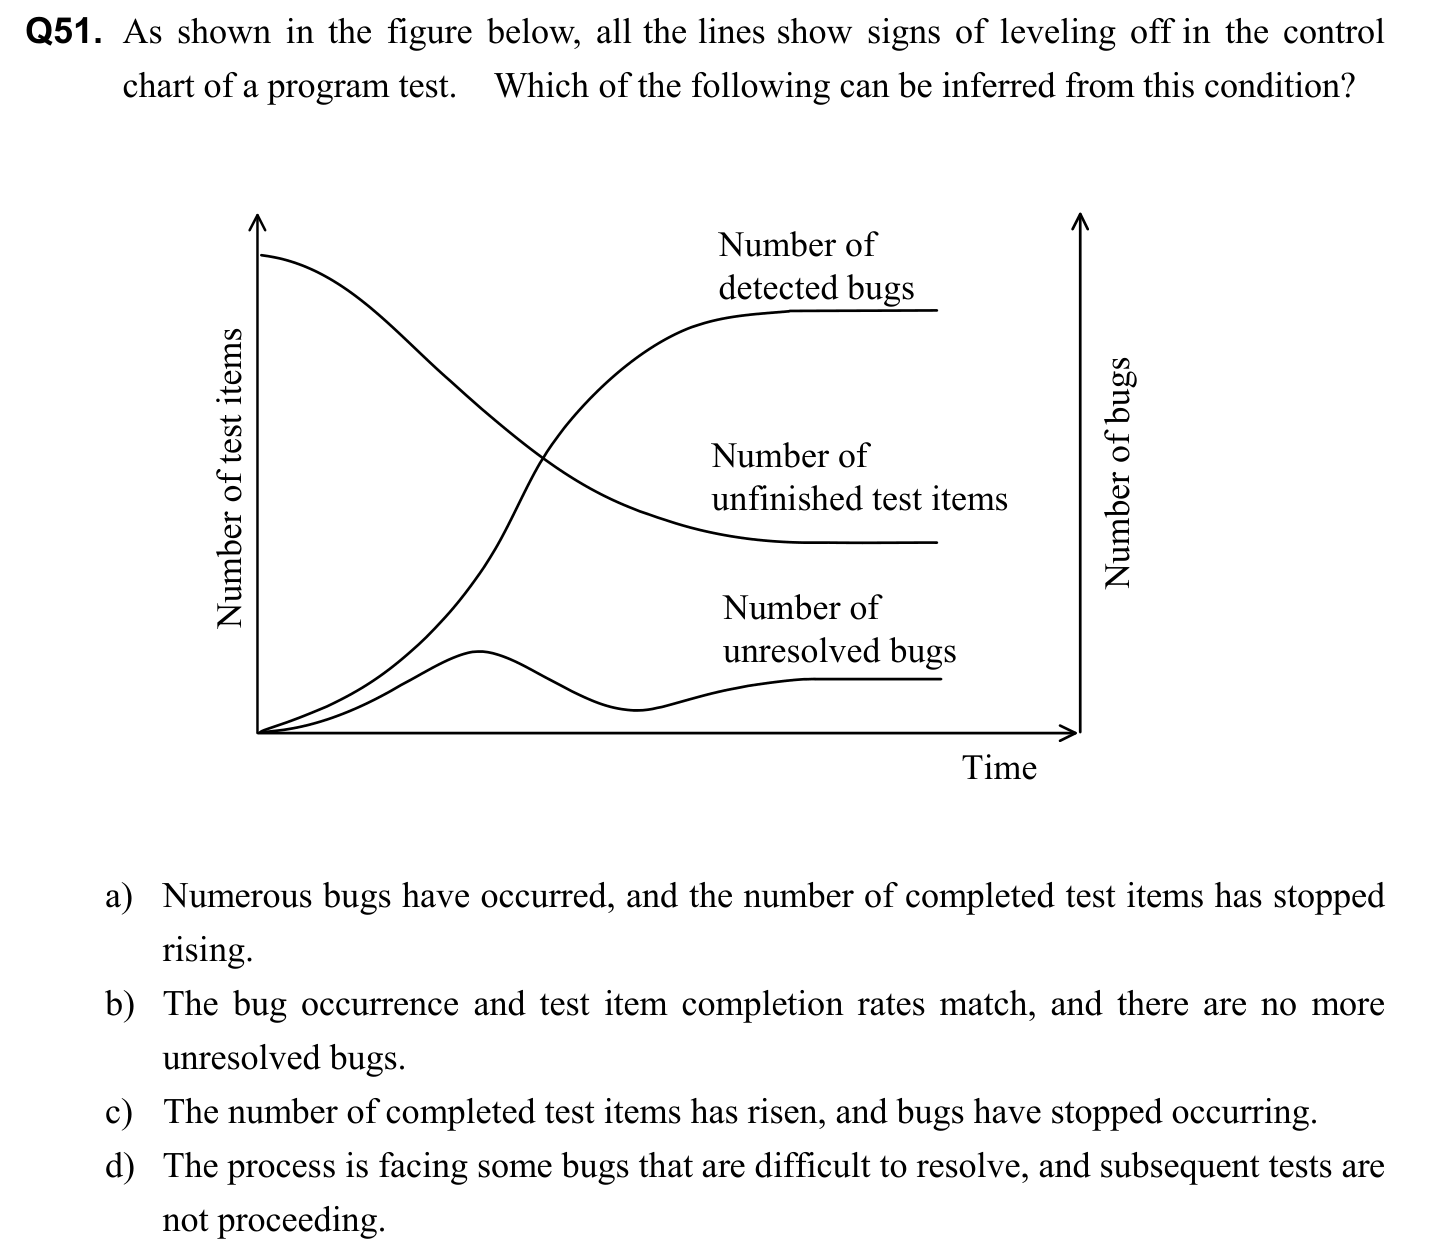 Q51. As shown in the figure below, all the lines show signs of leveling off in the control
chart of a program test. Which of the following can be inferred from this condition?
Number of
detected bugs
Number of
unfinished test items
Number of
unresolved bugs
Number of test items
Number of bugs
Time
a) Numerous bugs have occurred, and the number of completed test items has stopped
rising.
b) The bug occurrence and test item completion rates match, and there are no more
unresolved bugs.
c) The number of completed test items has risen, and bugs have stopped occurring.
d) The process is facing some bugs that are difficult to resolve, and subsequent tests are
not proceeding.